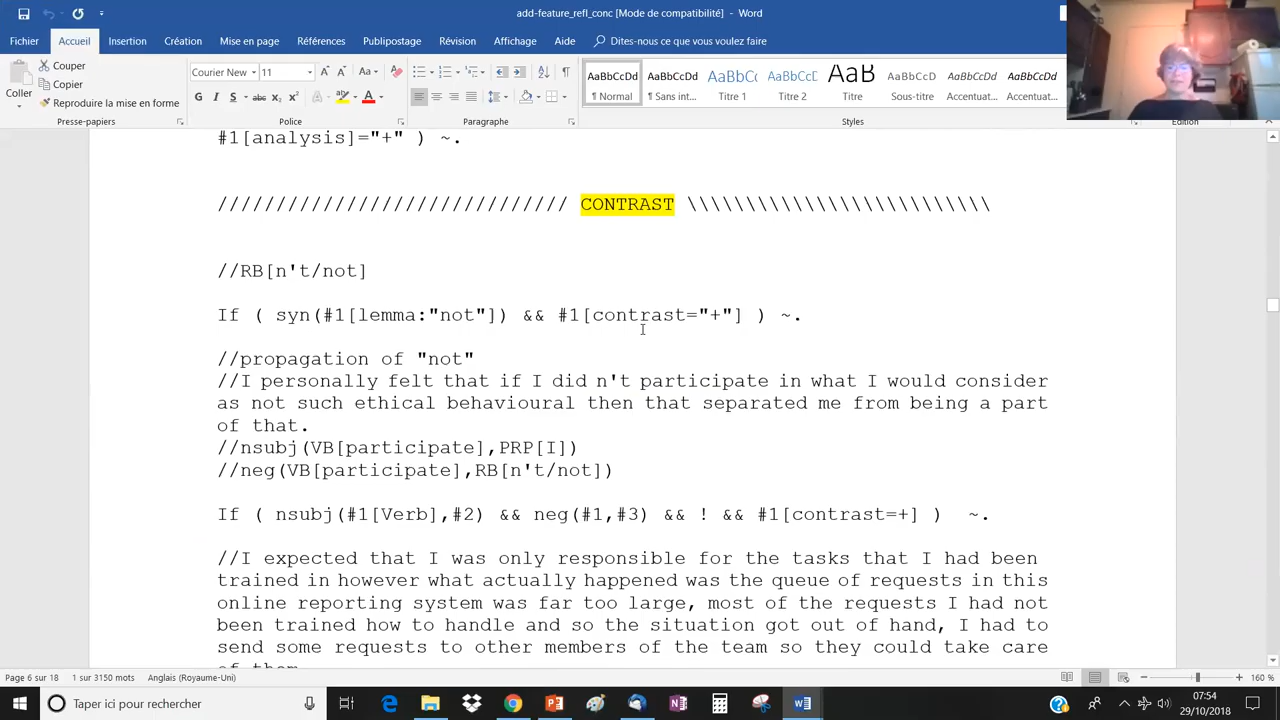 add-feature_refl_conc [Mode de compatibilité] - Word
Fichier Accueil Insertion Création Mise en page Références Publipostage Révision Affichage Aide Dites-nous ce que vous voulez faire
Coller
Couper
Copier
Reproduire la mise en forme
Presse-papiers
Courier New 11
G I S abc x₂ x²
Police
Paragraphe
AaBbCcDd AaBbCcDd AaBbC( AaBbCcD AaB AaBbCcD AaBbCcDd AaBbCcDd
¶ Normal ¶ Sans int... Titre 1 Titre 2 Titre Sous-titre Accentuat... Accentuat...
Styles
Edition
#1[analysis]="+" ) ~.
////////////////////////////// CONTRAST \\\\\\\\\\\\\\\\\\\\\\\\\\
//RB[n't/not]
If ( syn(#1[lemma:"not"]) && #1[contrast="+"] ) ~.
//propagation of "not"
//I personally felt that if I did n't participate in what I would consider
as not such ethical behavioural then that separated me from being a part
of that.
//nsubj(VB[participate],PRP[I])
//neg(VB[participate],RB[n't/not])
If ( nsubj(#1[Verb],#2) && neg(#1,#3) && ! && #1[contrast=+] ) ~.
//I expected that I was only responsible for the tasks that I had been
trained in however what actually happened was the queue of requests in this
online reporting system was far too large, most of the requests I had not
been trained how to handle and so the situation got out of hand, I had to
send some requests to other members of the team so they could take care
of them
Page 6 sur 18 1 sur 3150 mots Anglais (Royaume-Uni) 160 %
Taper ici pour rechercher
07:54
29/10/2018